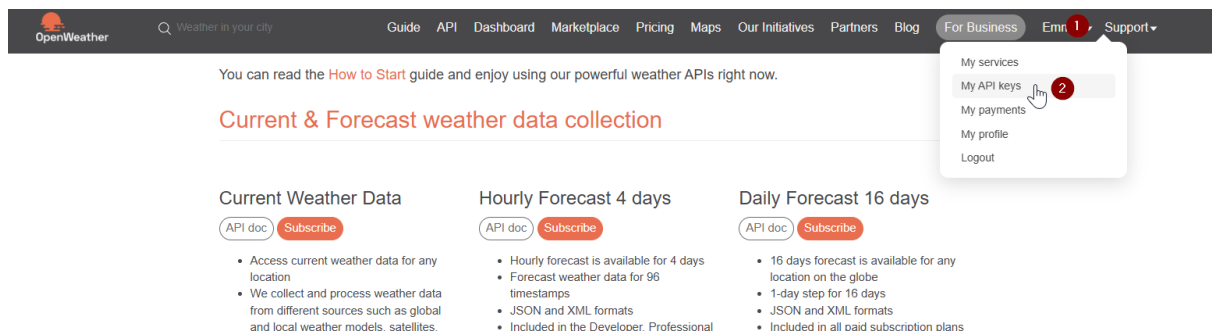 OpenWeather
Weather in your city
Guide API Dashboard Marketplace Pricing Maps Our Initiatives Partners Blog For Business 1 Support
My services
My API keys 2
My payments
My profile
Logout
You can read the How to Start guide and enjoy using our powerful weather APIs right now.
Current & Forecast weather data collection
Current Weather Data
API doc Subscribe
Access current weather data for any
location
We collect and process weather data
from different sources such as global
and local weather models, satellites,
Hourly Forecast 4 days
API doc Subscribe
Hourly forecast is available for 4 days
Forecast weather data for 96
timestamps
JSON and XML formats
Included in the Developer, Professional
Daily Forecast 16 days
API doc Subscribe
16 days forecast is available for any
location on the globe
1-day step for 16 days
JSON and XML formats
Included in all paid subscription plans